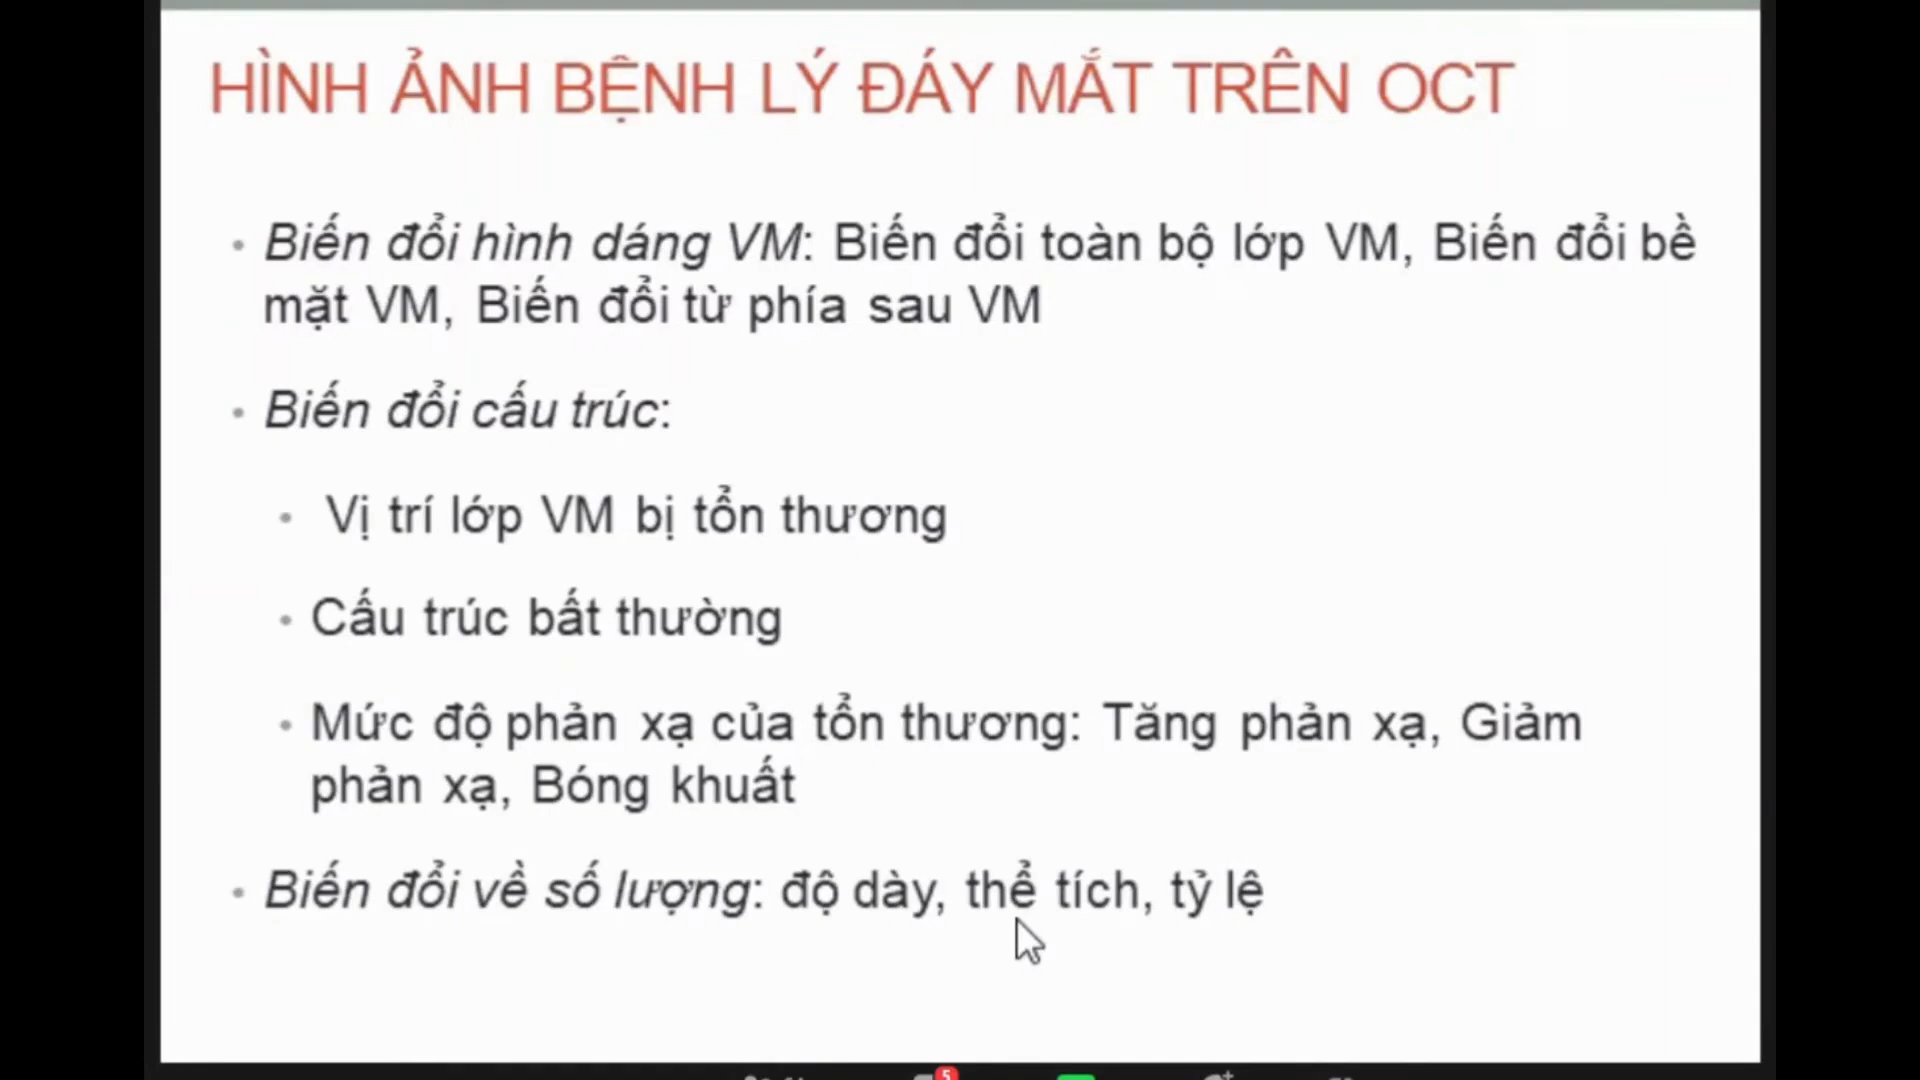 HÌNH ẢNH BỆNH LÝ ĐÁY MẮT TRÊN OCT
• Biến đổi hình dáng VM: Biến đổi toàn bộ lớp VM, Biến đổi bề
mặt VM, Biến đổi từ phía sau VM
• Biến đổi cấu trúc:
• Vị trí lớp VM bị tổn thương
• Cấu trúc bất thường
• Mức độ phản xạ của tổn thương: Tăng phản xạ, Giảm
phản xạ, Bóng khuất
• Biến đổi về số lượng: độ dày, thể tích, tỷ lệ
5